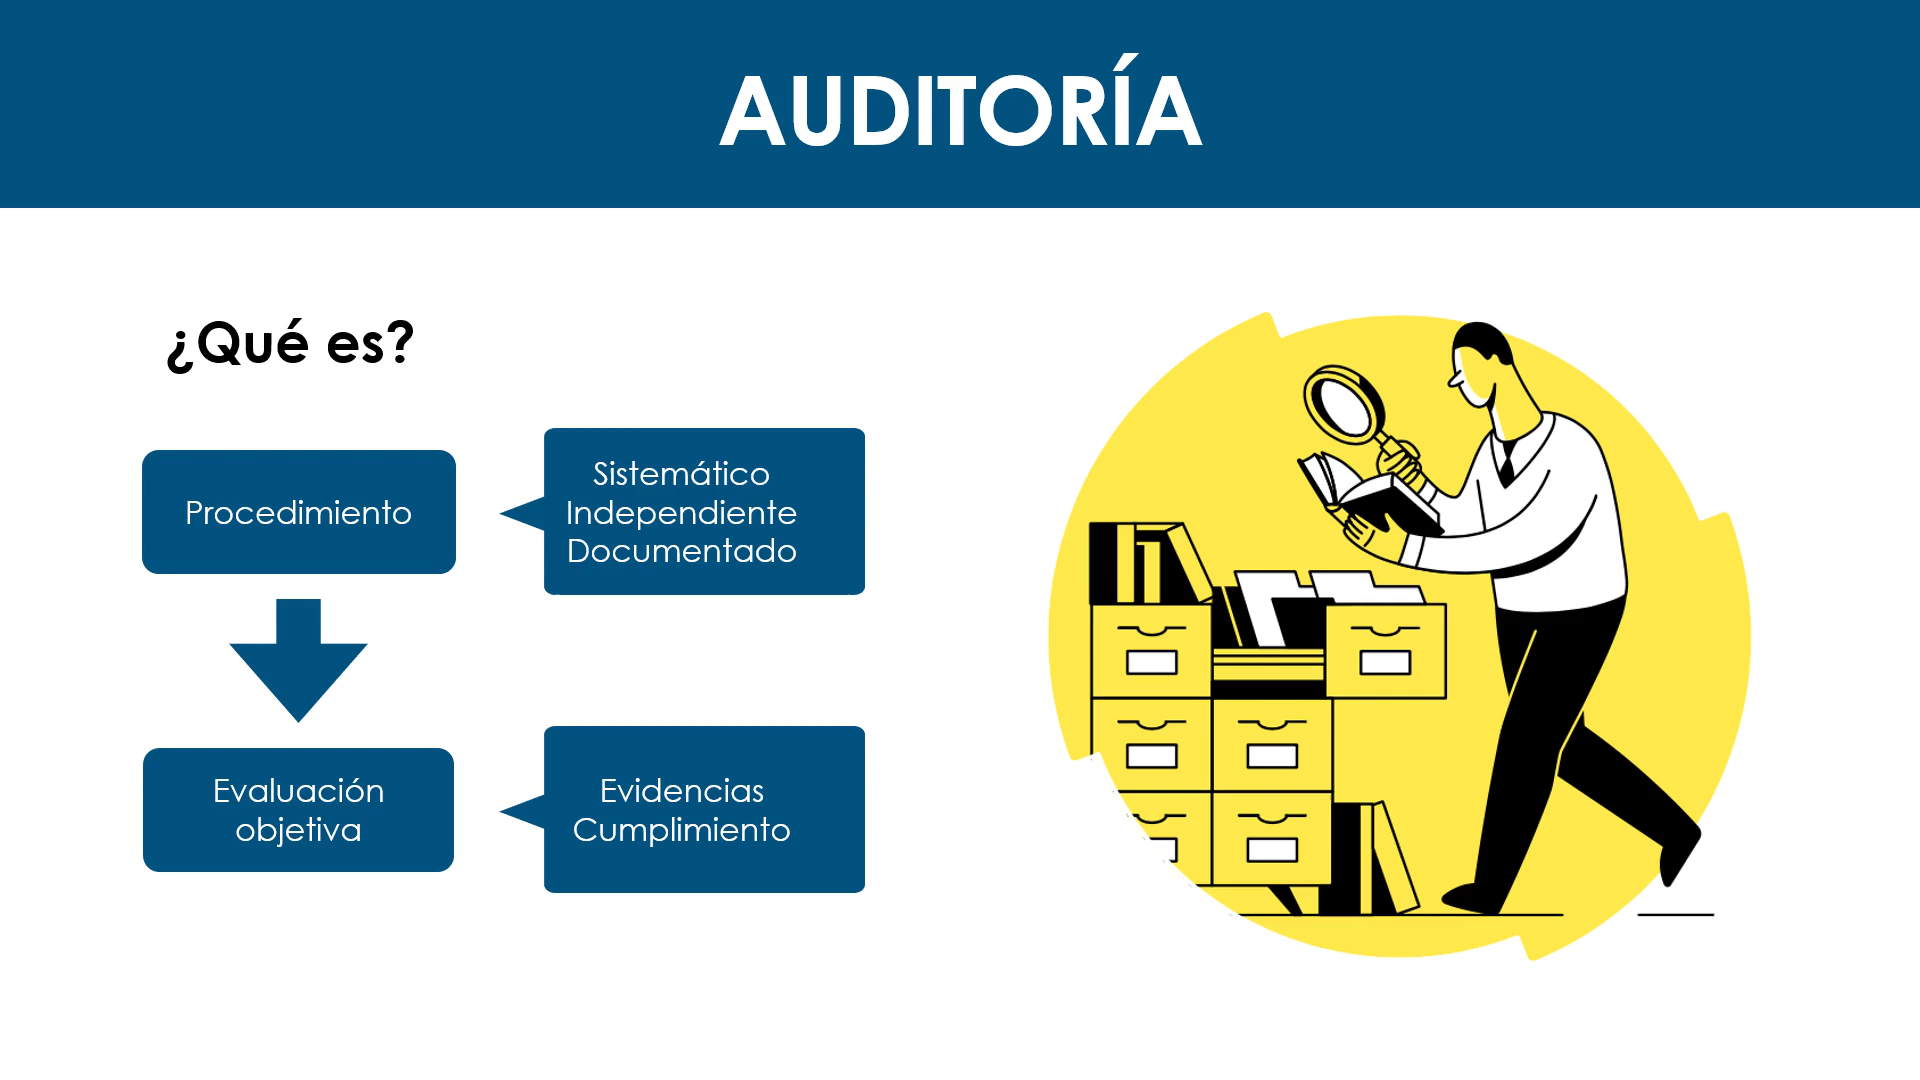 AUDITORÍA
¿Qué es?
Procedimiento
Sistemático
Independiente
Documentado
Evaluación
objetiva
Evidencias
Cumplimiento